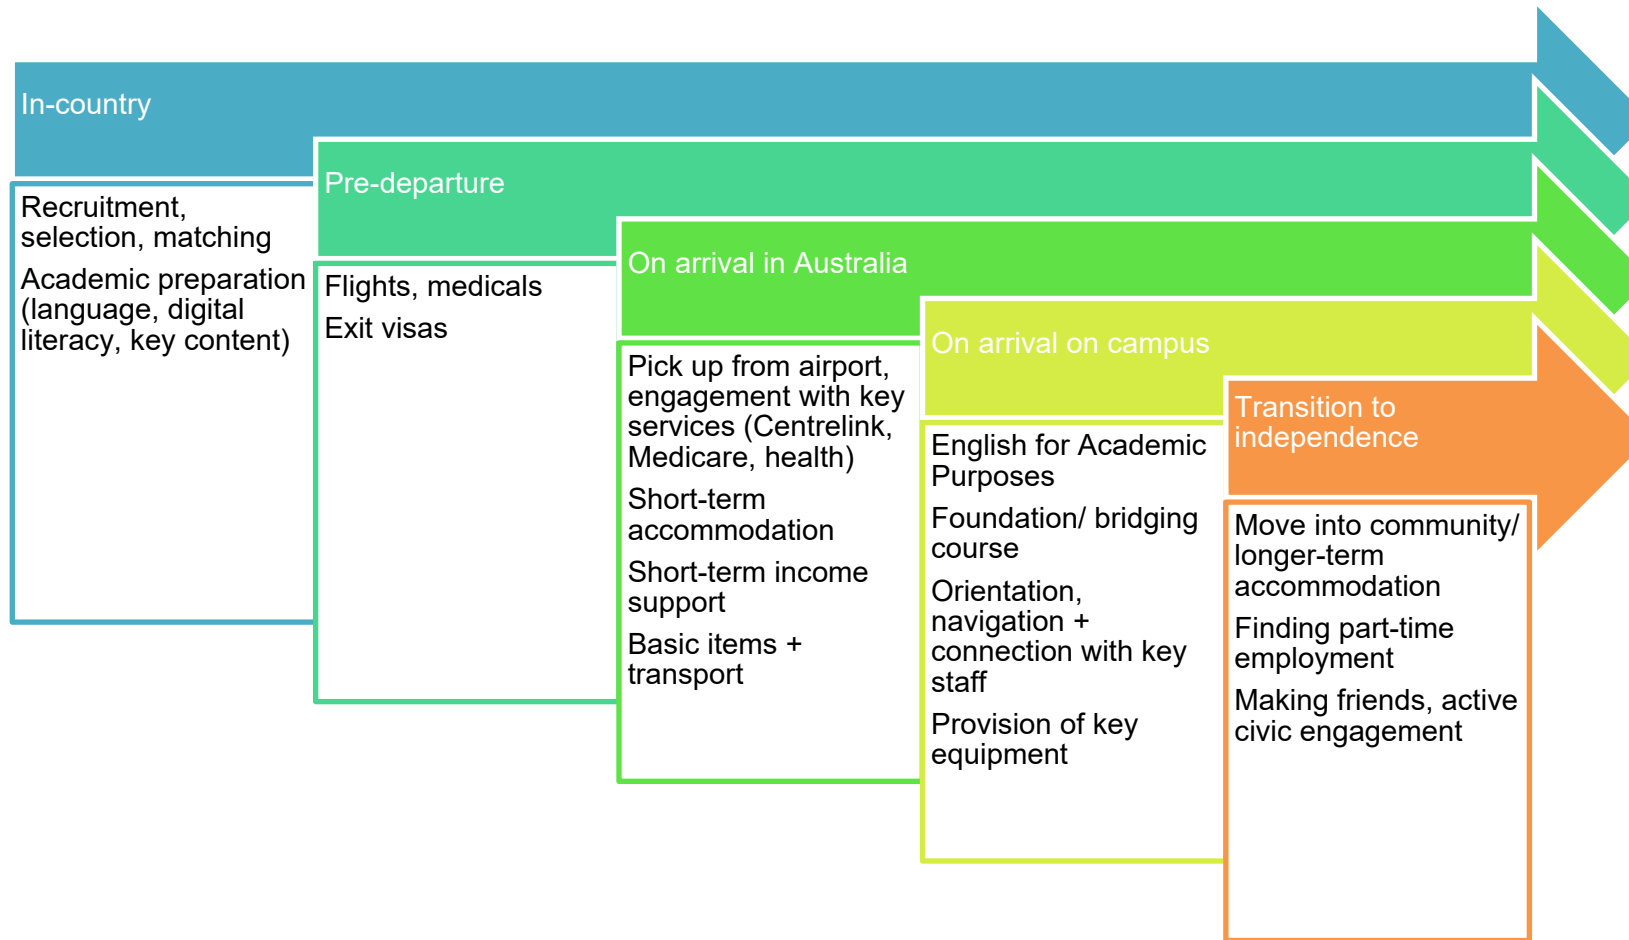 In-country
Recruitment,
selection, matching
Academic preparation
(language, digital
literacy, key content)
Pre-departure
Flights, medicals
Exit visas
On arrival in Australia
Pick up from airport,
engagement with key
services (Centrelink,
Medicare, health)
Short-term
accommodation
Short-term income
support
Basic items +
transport
On arrival on campus
English for Academic
Purposes
Foundation/ bridging
course
Orientation,
navigation +
connection with key
staff
Provision of key
equipment
Transition to
independence
Move into community/
longer-term
accommodation
Finding part-time
employment
Making friends, active
civic engagement